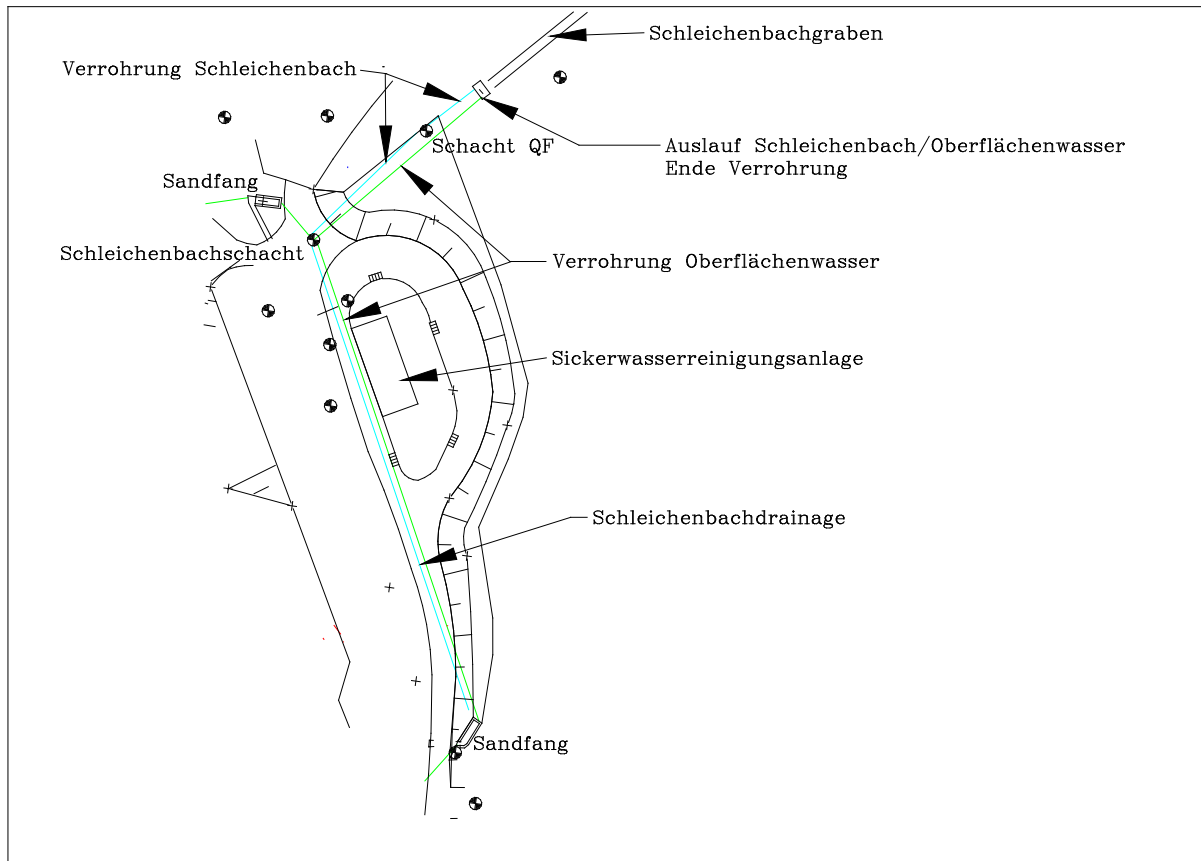 Schleichenbachgraben
Verrohrung Schleichenbach
Schacht QF
Auslauf Schleichenbach/Oberflächenwasser
Ende Verrohrung
Sandfang
Schleichenbachschacht
Verrohrung Oberflächenwasser
Sickerwasserreinigungsanlage
Schleichenbachdrainage
Sandfang